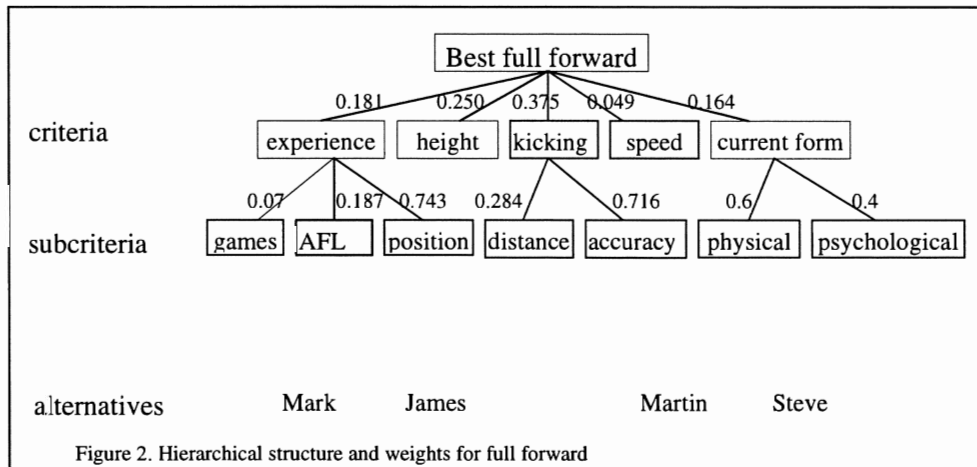 Best full forward
0.181 0.250 0.375 0.049 0.164
criteria
experience height kicking speed current form
0.07 0.187 0.743 0.284 0.716 0.6 0.4
subcriteria games AFL position distance accuracy physical psychological
alternatives Mark James Martin Steve
Figure 2. Hierarchical structure and weights for full forward